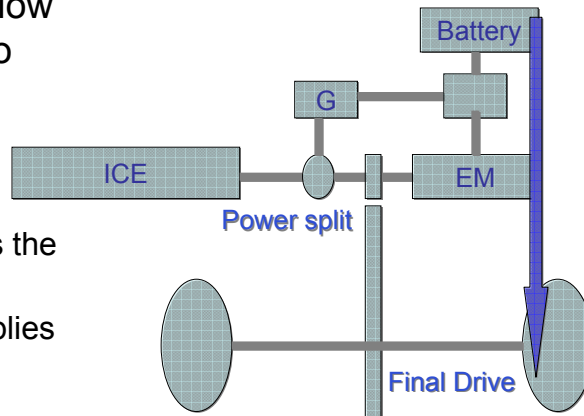 low
o
s the
plies
Battery
G
ICE
EM
Power split
Final Drive